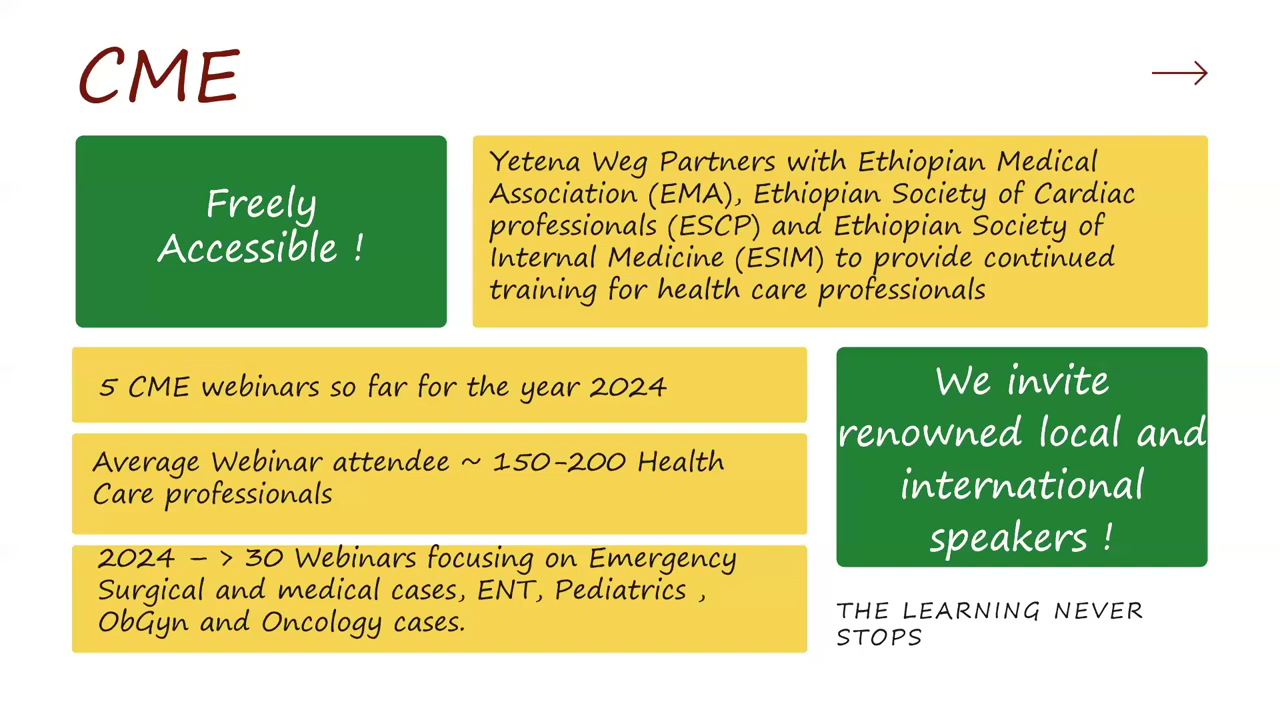 CME
Freely
Accessible !
Yetena Weg Partners with Ethiopian Medical
Association (EMA), Ethiopian Society of Cardiac
professionals (ESCP) and Ethiopian Society of
Internal Medicine (ESIM) to provide continued
training for health care professionals
5 CME webinars so far for the year 2024
Average Webinar attendee ~ 150-200 Health
Care professionals
2024 – > 30 Webinars focusing on Emergency
Surgical and medical cases, ENT, Pediatrics ,
ObGyn and Oncology cases.
We invite
renowned local and
international
speakers !
THE LEARNING NEVER
STOPS